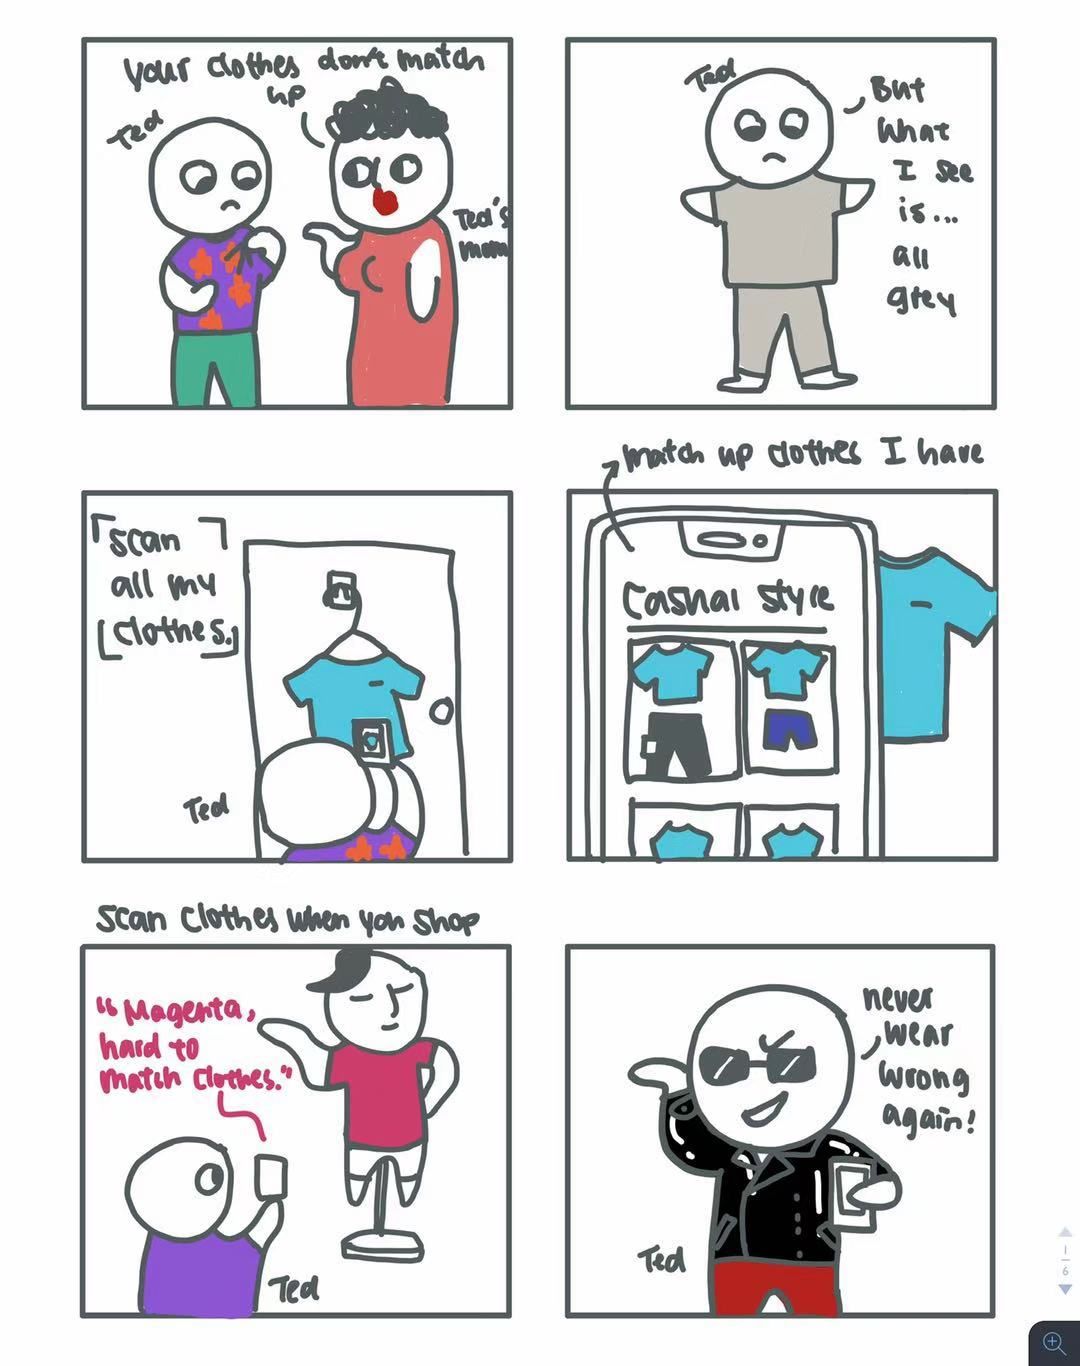 Your clothes don't match
up
Ted
Ted's
mom
Ted
But
What
I see
is...
all
grey
Scan
all my
clothes.
Ted
Match up clothes I have
Casual Style
Scan clothes when you shop
"Magenta,
hard to
match clothes."
Ted
never
wear
wrong
again!
Ted
1
6